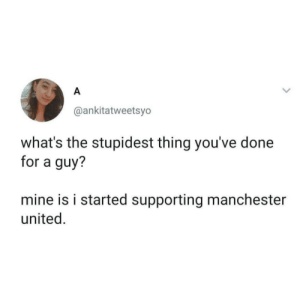 A
@ankitatweetsyo
what's the stupidest thing you've done
for a guy?
mine is i started supporting manchester
united.